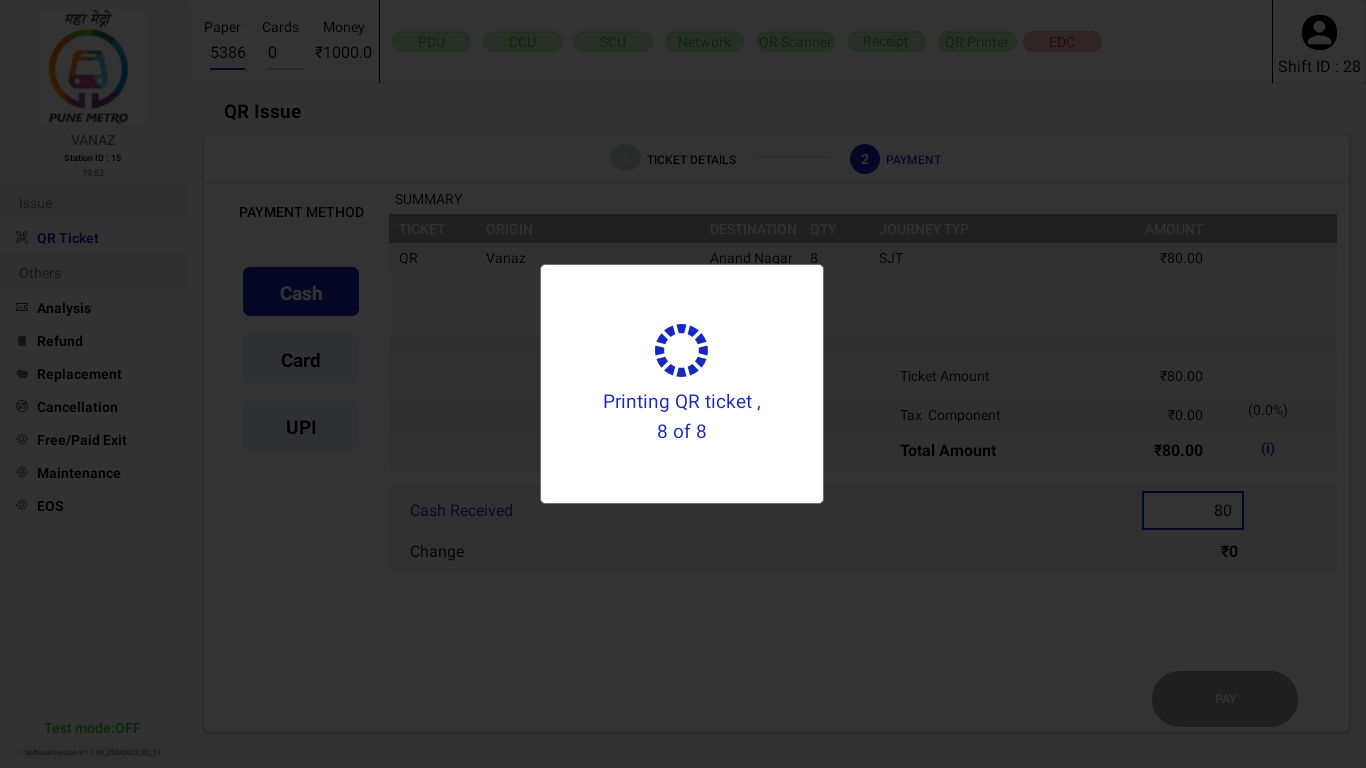 महा मेट्रो
PUNE METRO
VANAZ
Station ID : 15
19:52
Issue
QR Ticket
Others
Analysis
Refund
Replacement
Cancellation
Free/Paid Exit
Maintenance
EOS
Test mode:OFF
Paper Cards Money
5386 0 ₹1000.0
PDU CCU SCU Network QR Scanner Receipt QR Printer EDC
Shift ID : 28
QR Issue
1 TICKET DETAILS 2 PAYMENT
PAYMENT METHOD
Cash
Card
UPI
SUMMARY
TICKET ORIGIN DESTINATION QTY JOURNEY TYP AMOUNT
QR Vanaz Anand Nagar 8 SJT ₹80.00
Printing QR ticket ,
8 of 8
Ticket Amount ₹80.00
Tax Component ₹0.00 (0.0%)
Total Amount ₹80.00 (i)
Cash Received 80
Change ₹0
PAY